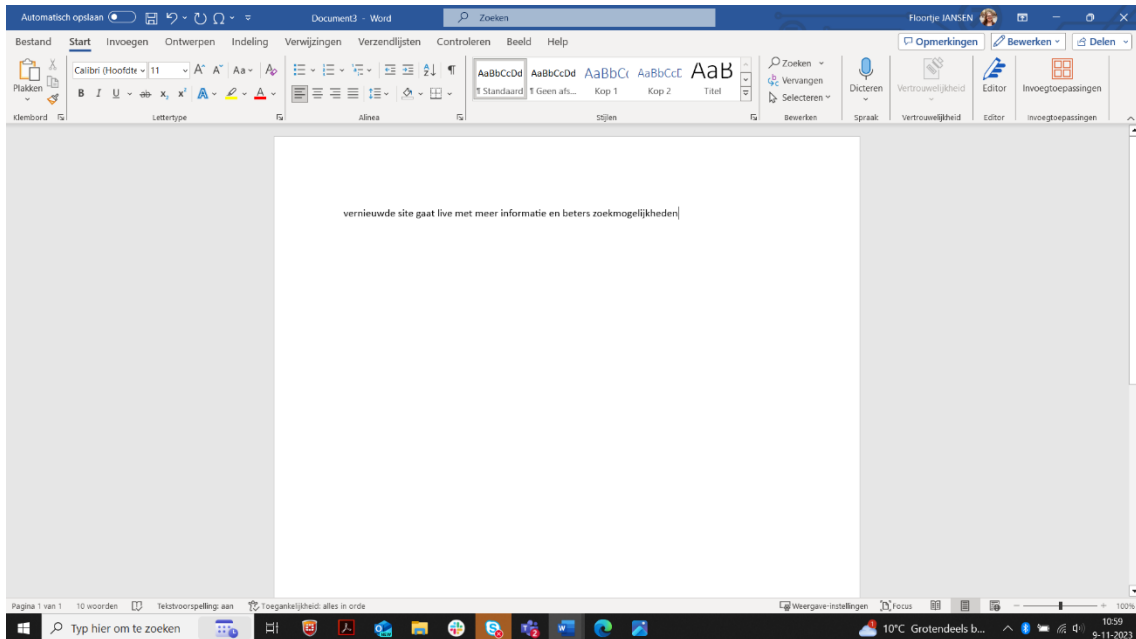 Automatisch opslaan Document3 - Word Zoeken Floortje JANSEN
Bestand Start Invoegen Ontwerpen Indeling Verwijzingen Verzendlijsten Controleren Beeld Help Opmerkingen Bewerken Delen
Plakken Calibri (Hoofdte 11 A A Aa A
B I U ab x, x² A A
AaBbCcDd AaBbCcDd AaBbCc AaBbCcC AaB
¶ Standaard ¶ Geen afs... Kop 1 Kop 2 Titel
Zoeken
Vervangen
Selecteren
Dicteren Vertrouwelijkheid Editor Invoegtoepassingen
Klembord Lettertype Alinea Stijlen Bewerken Spraak Vertrouwelijkheid Editor Invoegtoepassingen
vernieuwde site gaat live met meer informatie en beters zoekmogelijkheden
Pagina 1 van 1 10 woorden Tekstvoorspelling: aan Toegankelijkheid: alles in orde Weergave-instellingen Focus 100%
Typ hier om te zoeken 10°C Grotendeels b... 10:59